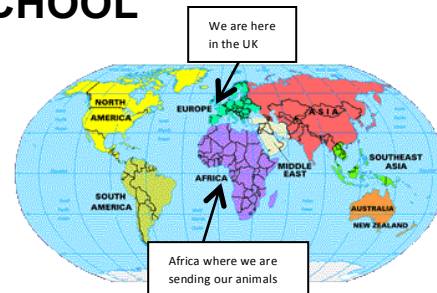 CHOOL
We are here
in the UK
NORTH
AMERICA
EUROPE
ASIA
AFRICA
MIDDLE
EAST
SOUTHEAST
ASIA
SOUTH
AMERICA
AUSTRALIA
NEW ZEALAND
Africa where we are
sending our animals